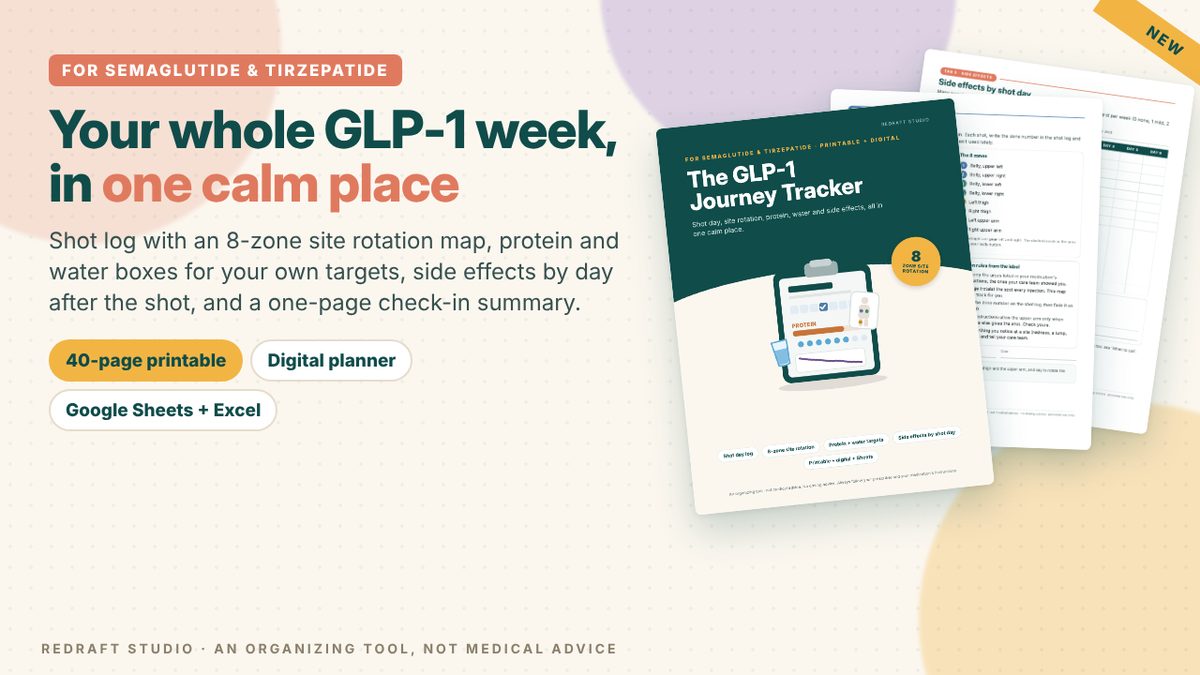 FOR SEMAGLUTIDE & TIRZEPATIDE
Your whole GLP-1 week,
in one calm place
Shot log with an 8-zone site rotation map, protein and
water boxes for your own targets, side effects by day
after the shot, and a one-page check-in summary.
40-page printable
Digital planner
Google Sheets + Excel
REDRAFT STUDIO · AN ORGANIZING TOOL, NOT MEDICAL ADVICE
NEW
REDRAFT STUDIO
FOR SEMAGLUTIDE & TIRZEPATIDE · PRINTABLE + DIGITAL
The GLP-1
Journey Tracker
Shot day, site rotation, protein, water and side effects, all in
one calm place.
8
ZONE SITE
ROTATION
PROTEIN
Shot day log
8-zone site rotation
Protein + water targets
Side effects by shot day
Printable + digital + Sheets
Side effects by shot day
Belly, upper left
Belly, upper right
Belly, lower left
Belly, lower right
Left thigh
Right thigh
Left upper arm
Right upper arm